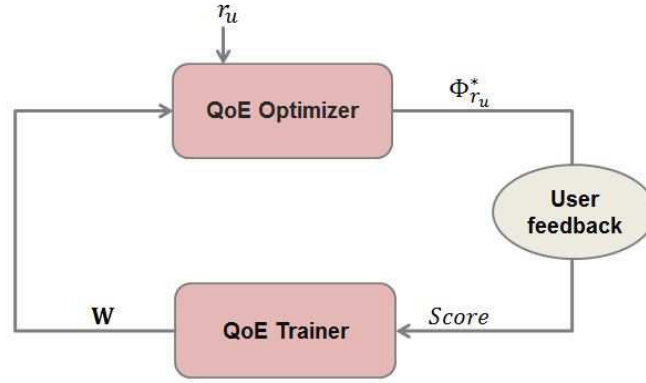 r_u
QoE Optimizer
Φ*_{r_u}
User
feedback
W
QoE Trainer
Score